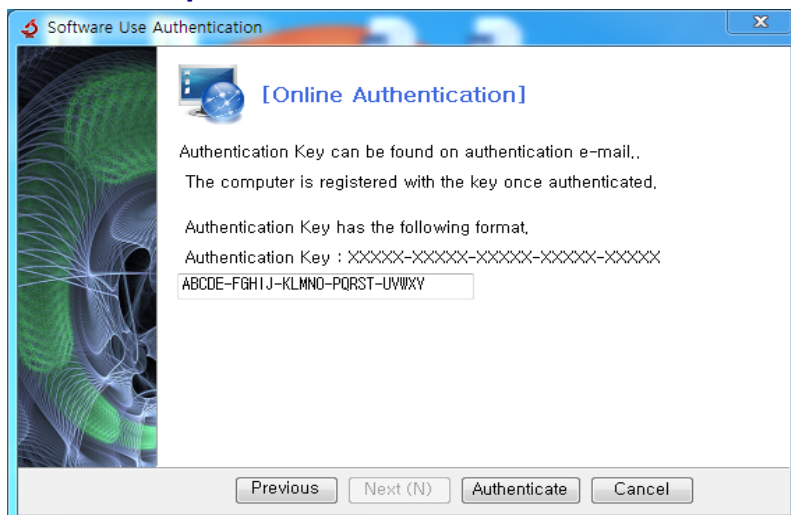 Software Use Authentication
[Online Authentication]
Authentication Key can be found on authentication e-mail,.
The computer is registered with the key once authenticated,
Authentication Key has the following format,
Authentication Key : XXXXX-XXXXX-XXXXX-XXXXX-XXXXX
ABCDE-FGHIJ-KLMNO-PQRST-UVWXY
Previous Next (N) Authenticate Cancel